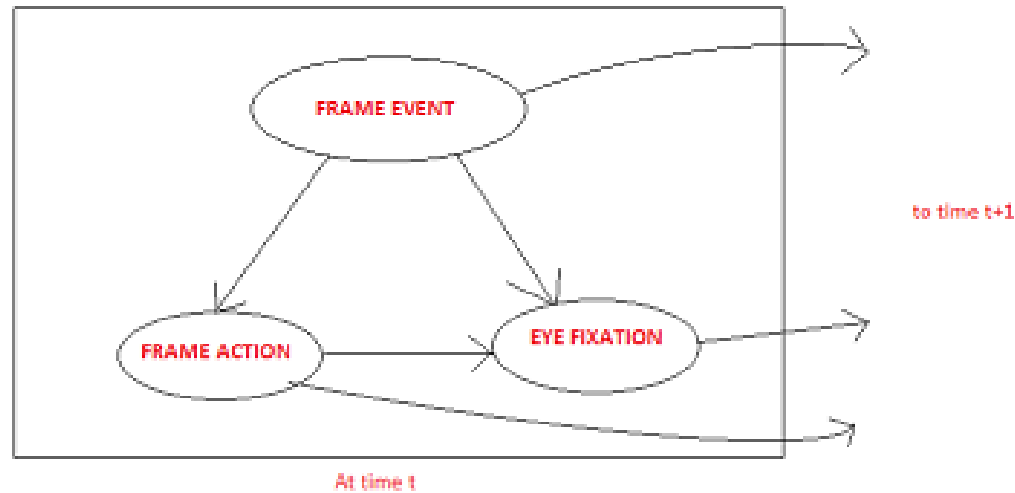 FRAME EVENT
to time t+1
FRAME ACTION
EYE FIXATION
At time t